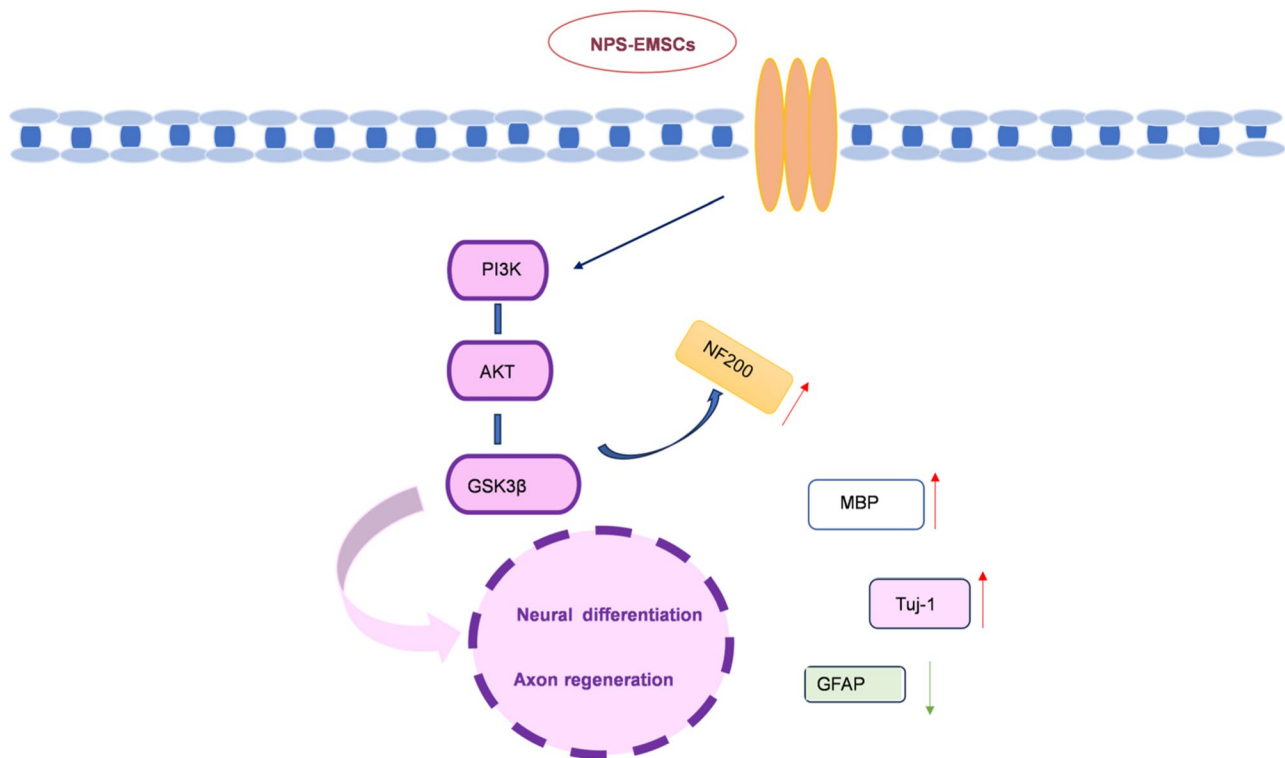 NPS-EMSCs
PI3K
AKT
NF200
GSK3β
MBP
Neural differentiation
Axon regeneration
Tuj-1
GFAP